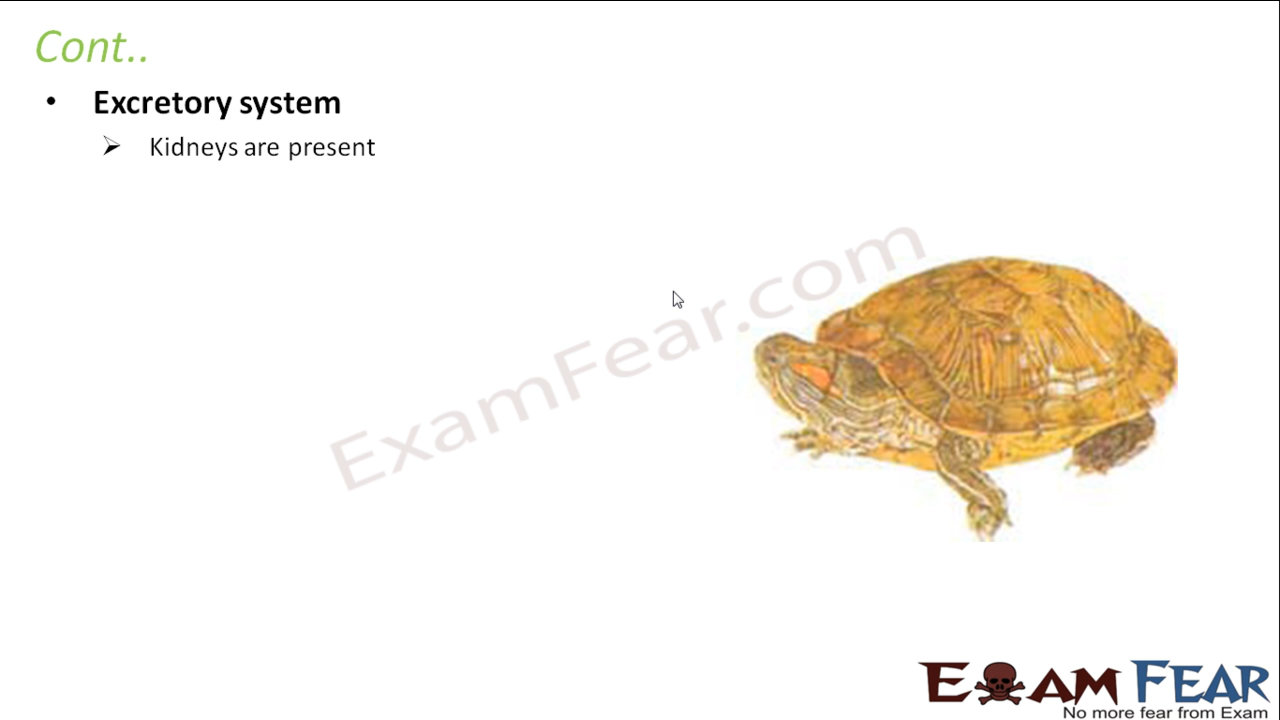 Cont..
• Excretory system
➢ Kidneys are present
ExamFear.com
EXAM FEAR
No more fear from Exam